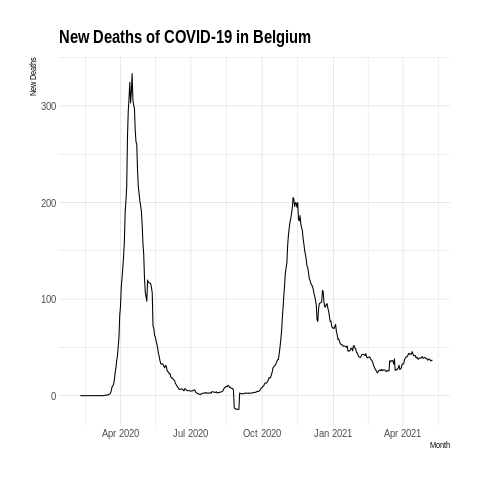 New Deaths of COVID-19 in Belgium
New Deaths
300
200
100
0
Apr 2020 Jul 2020 Oct 2020 Jan 2021 Apr 2021
Month